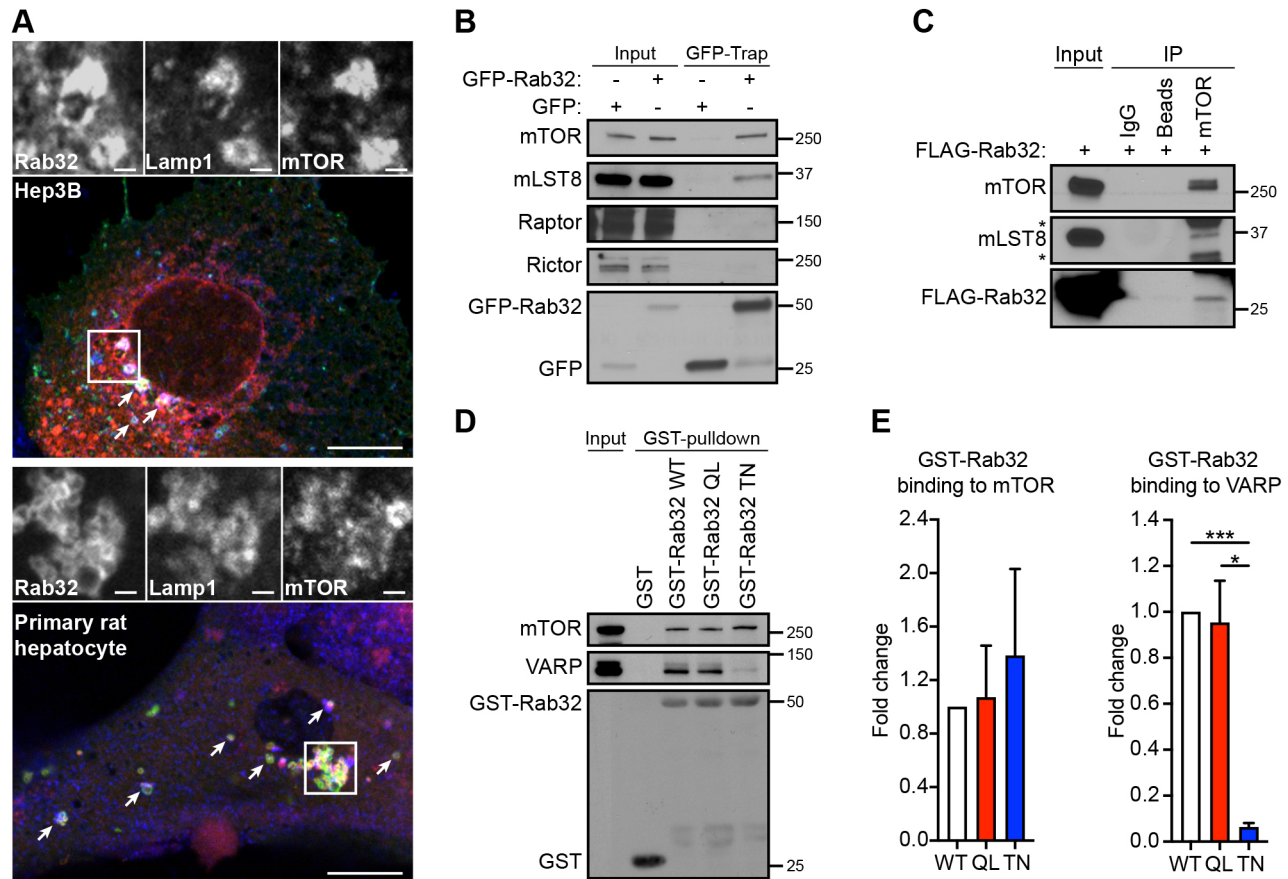 A
Rab32 Lamp1 mTOR
Hep3B
Rab32 Lamp1 mTOR
Primary rat
hepatocyte
B
Input GFP-Trap
GFP-Rab32: - + - +
GFP: + - + -
mTOR 250
mLST8 37
Raptor 150
Rictor 250
GFP-Rab32 50
GFP 25
C
Input IP
IgG Beads mTOR
FLAG-Rab32: + + + +
mTOR 250
*
mLST8 37
*
FLAG-Rab32 25
D
Input GST-pulldown
GST GST-Rab32 WT GST-Rab32 QL GST-Rab32 TN
mTOR 250
VARP 150
GST-Rab32 50
GST 25
E
GST-Rab32
binding to mTOR
Fold change
2.4
2.0
1.6
1.2
0.8
0.4
0.0
WT QL TN
GST-Rab32
binding to VARP
Fold change
1.4
1.2
1.0
0.8
0.6
0.4
0.2
0.0
***
*
WT QL TN